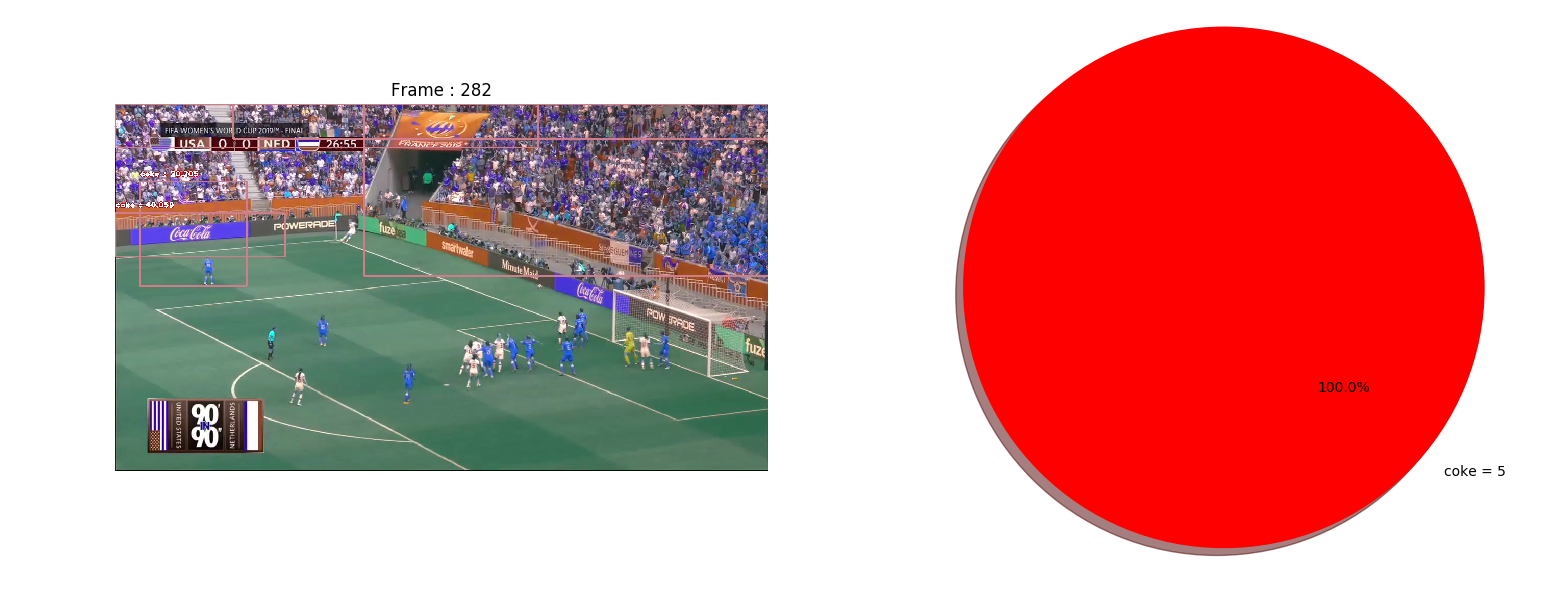 Frame : 282
FIFA WOMEN'S WORLD CUP 2019™ - FINAL
USA 0 0 NED 26:55
FRANCE 2019
Coca-Cola
POWERADE
fuze
smartwater
Minute Maid
Coca-Cola
POWERADE
fuze
UNITED STATES
90'
IN
90"
NETHERLANDS
100.0%
coke = 5